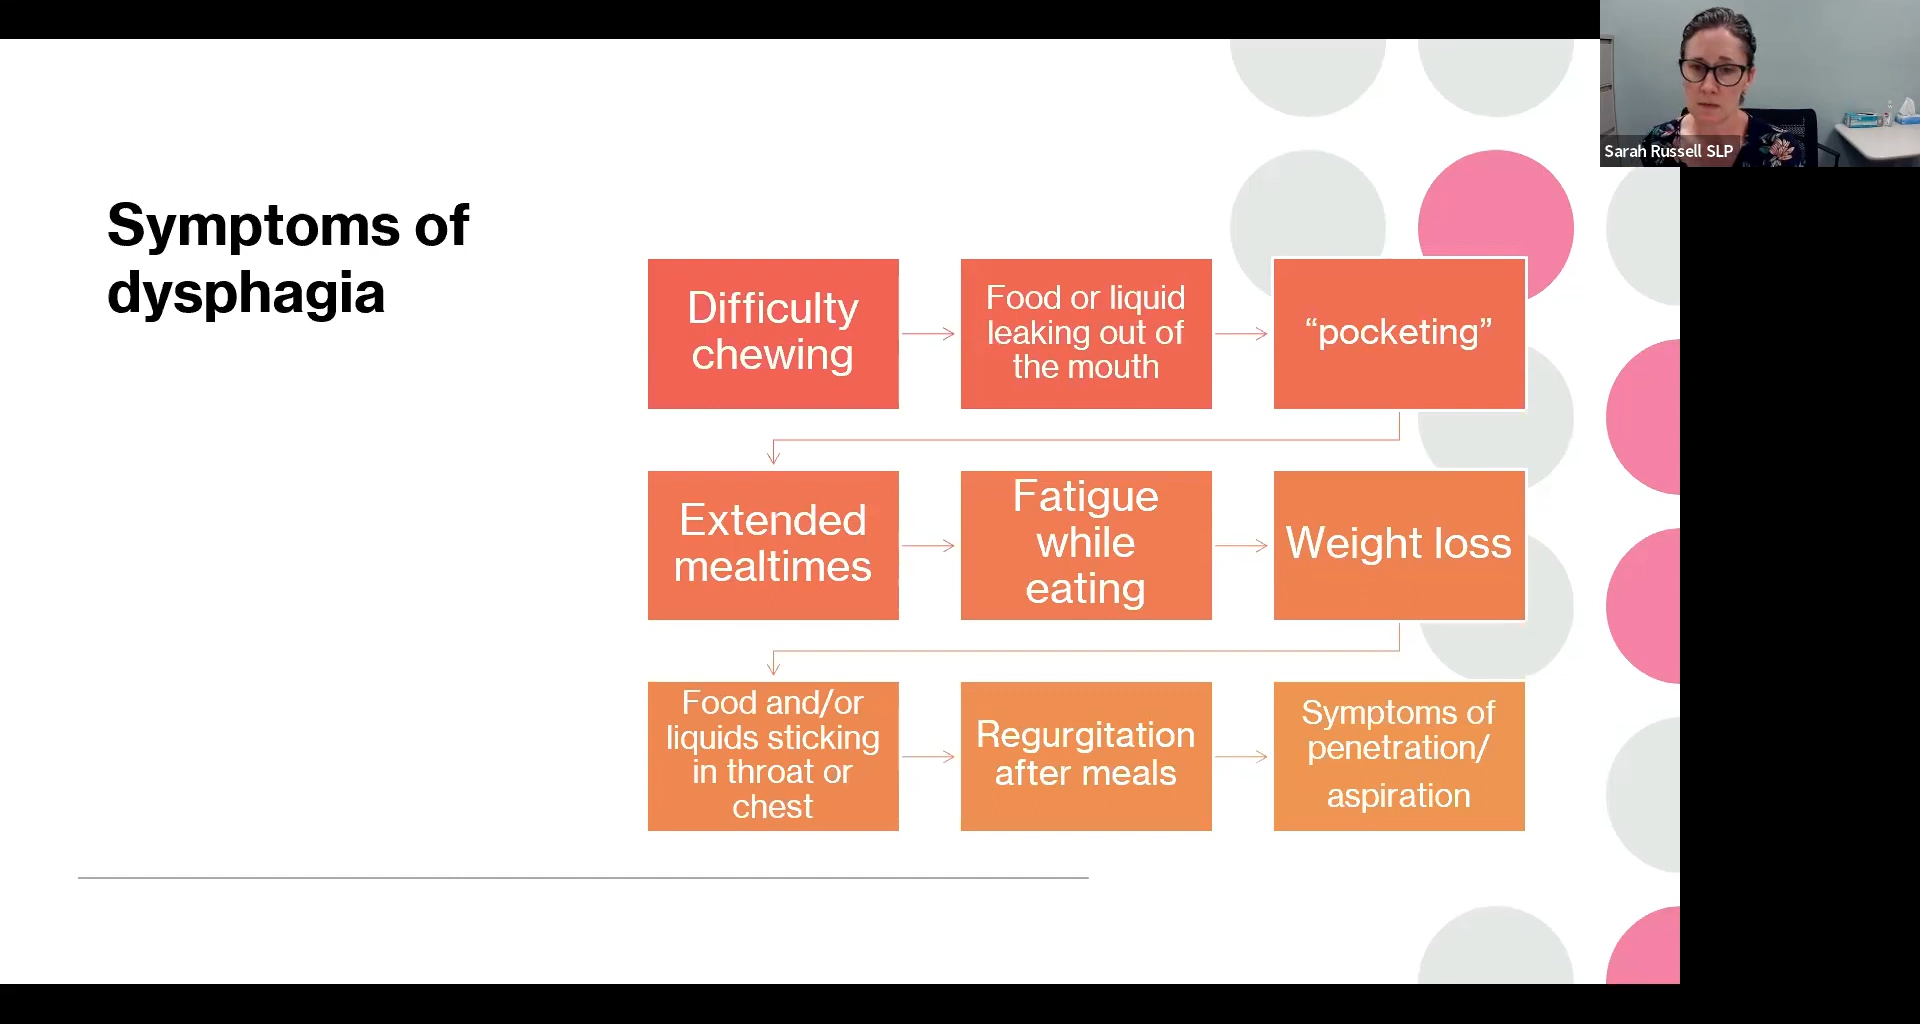 Symptoms of
dysphagia
Difficulty
chewing
Food or liquid
leaking out of
the mouth
“pocketing”
Extended
mealtimes
Fatigue
while
eating
Weight loss
Food and/or
liquids sticking
in throat or
chest
Regurgitation
after meals
Symptoms of
penetration/
aspiration
Sarah Russell SLP